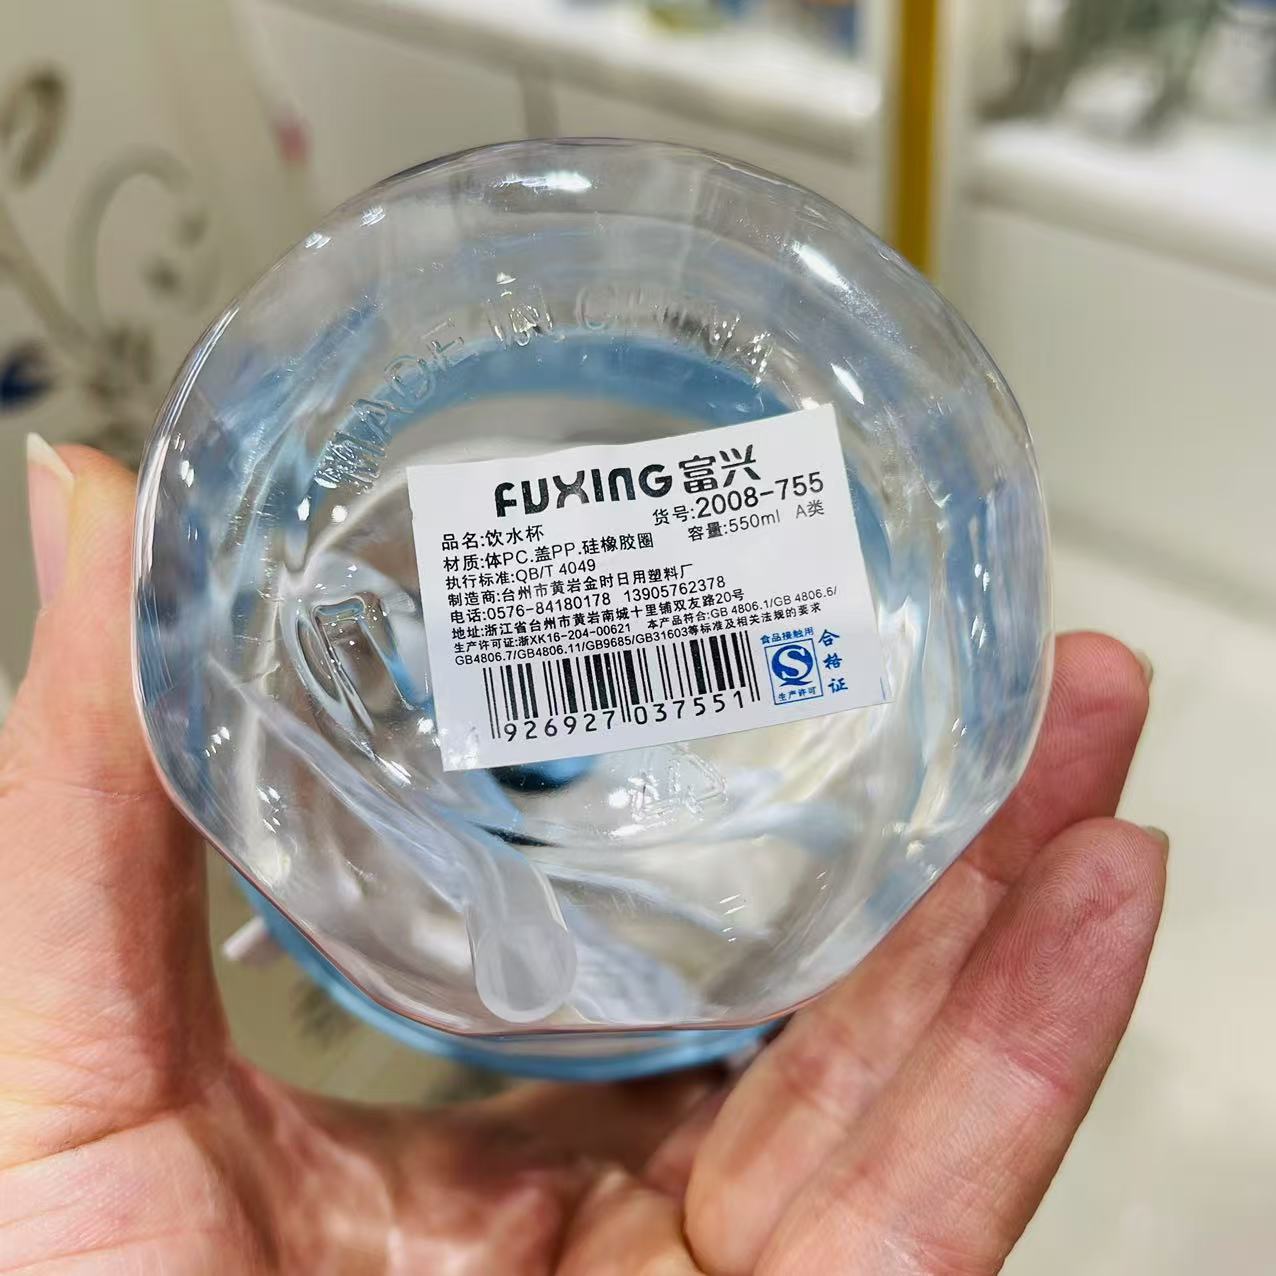 MADE IN CHINA
FUXING 富兴
货号:2008-755
品名:饮水杯
容量:550ml A类
材质:体PC.盖PP.硅橡胶圈
执行标准:QB/T 4049
制造商:台州市黄岩金时日用塑料厂
电话:0576-84180178 13905762378
地址:浙江省台州市黄岩南城十里铺双友路20号
生产许可证:浙XK16-204-00621 本产品符合:GB 4806.1/GB 4806.6/
GB4806.7/GB4806.11/GB9685/GB31603等标准及相关法规的要求
食品接触用
S
生产许可
合格证
926927 037551